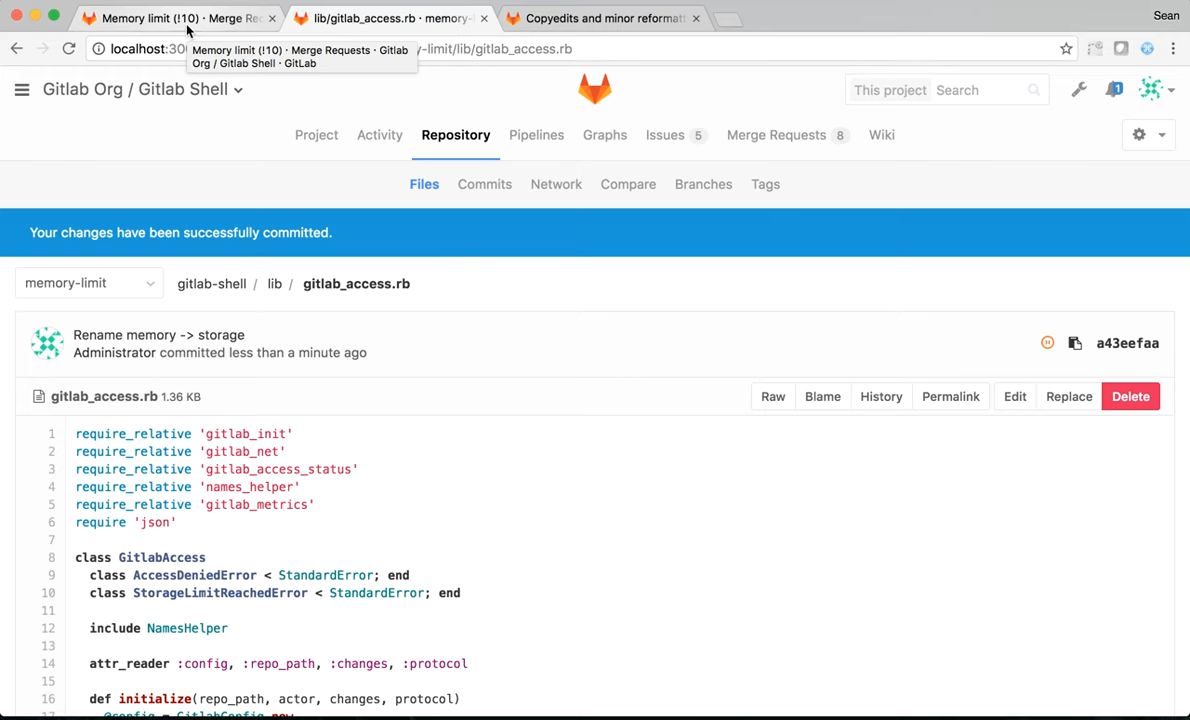 Memory limit (!10) · Merge Re
lib/gitlab_access.rb · memory-
Copyedits and minor reformatt
Sean
localhost:300
y-limit/lib/gitlab_access.rb
Memory limit (!10) · Merge Requests · Gitlab
Org / Gitlab Shell · GitLab
Gitlab Org / Gitlab Shell
This project Search
1
Project Activity Repository Pipelines Graphs Issues 5 Merge Requests 8 Wiki
Files Commits Network Compare Branches Tags
Your changes have been successfully committed.
memory-limit gitlab-shell / lib / gitlab_access.rb
Rename memory -> storage
Administrator committed less than a minute ago
a43eefaa
gitlab_access.rb 1.36 KB
Raw Blame History Permalink Edit Replace Delete
1 require_relative 'gitlab_init'
2 require_relative 'gitlab_net'
3 require_relative 'gitlab_access_status'
4 require_relative 'names_helper'
5 require_relative 'gitlab_metrics'
6 require 'json'
7
8 class GitlabAccess
9 class AccessDeniedError < StandardError; end
10 class StorageLimitReachedError < StandardError; end
11
12 include NamesHelper
13
14 attr_reader :config, :repo_path, :changes, :protocol
15
16 def initialize(repo_path, actor, changes, protocol)
17 @config = GitlabConfig.new